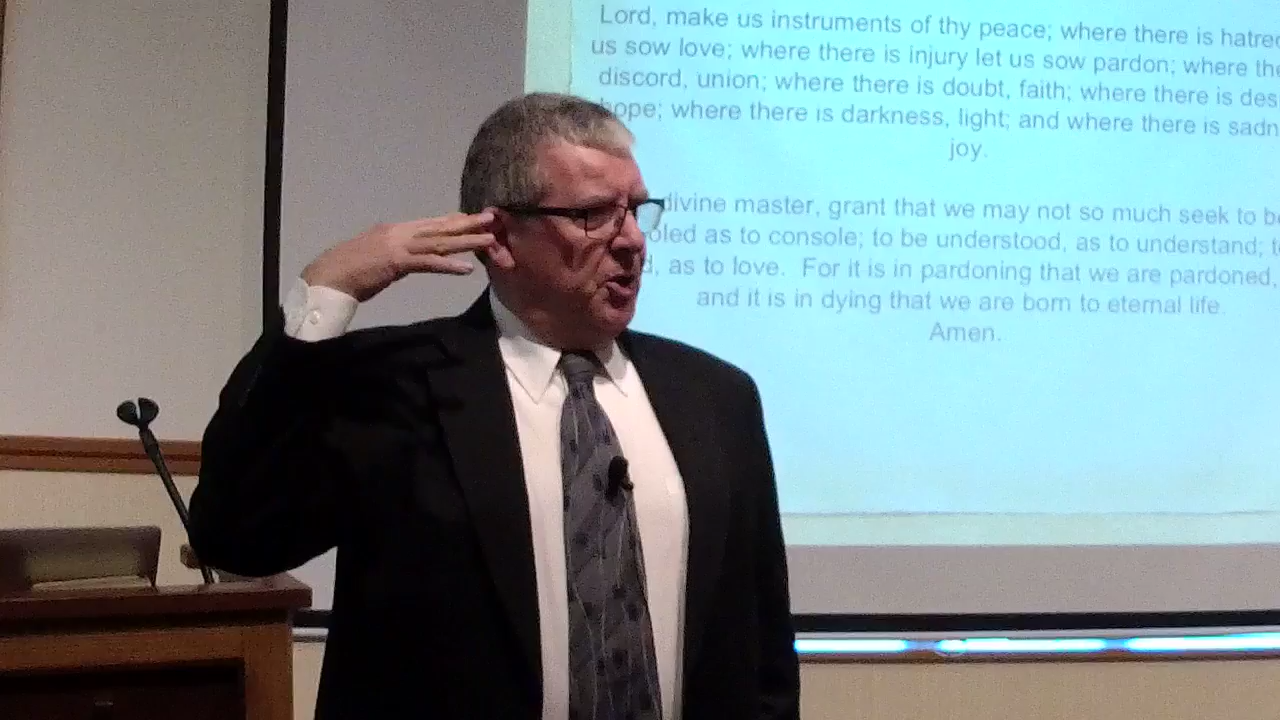 Lord, make us instruments of thy peace; where there is hatred
us sow love; where there is injury let us sow pardon; where the
discord, union; where there is doubt, faith; where there is des
hope; where there is darkness, light; and where there is sadn
joy.
divine master, grant that we may not so much seek to be
oled as to console; to be understood, as to understand; t
d, as to love. For it is in pardoning that we are pardoned,
and it is in dying that we are born to eternal life.
Amen.